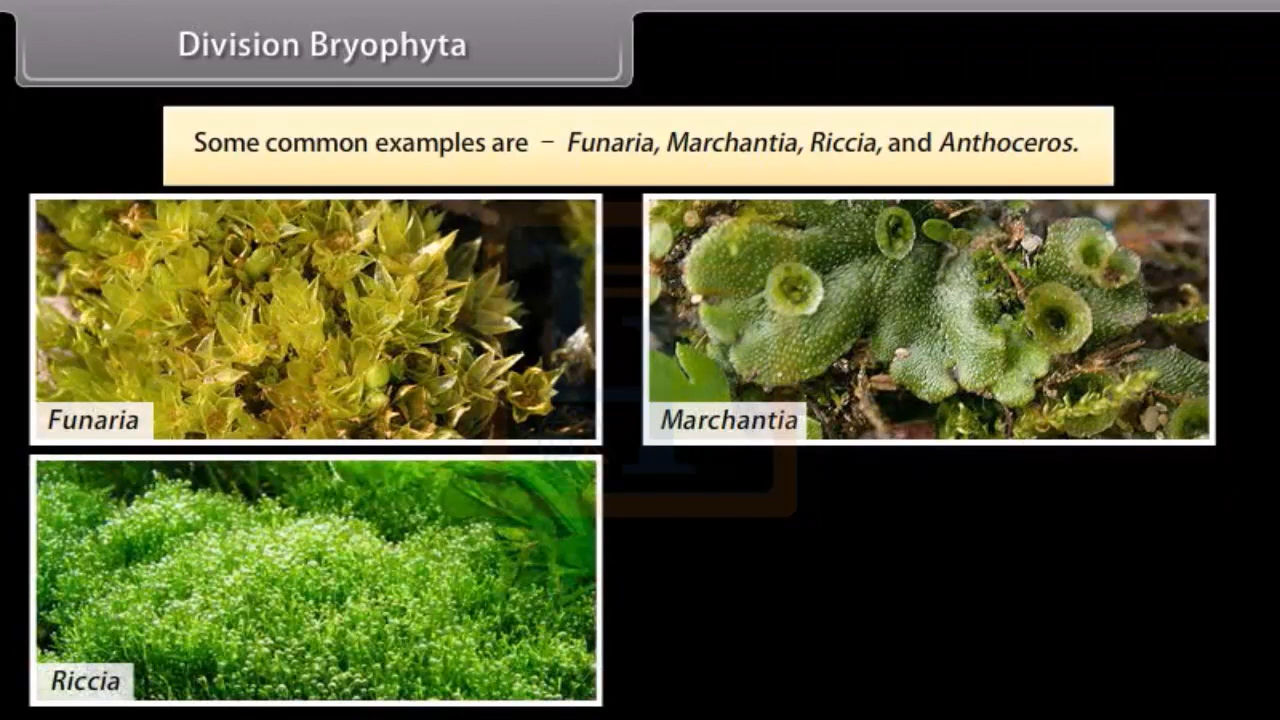 Division Bryophyta
Some common examples are – Funaria, Marchantia, Riccia, and Anthoceros.
Funaria
Marchantia
Riccia